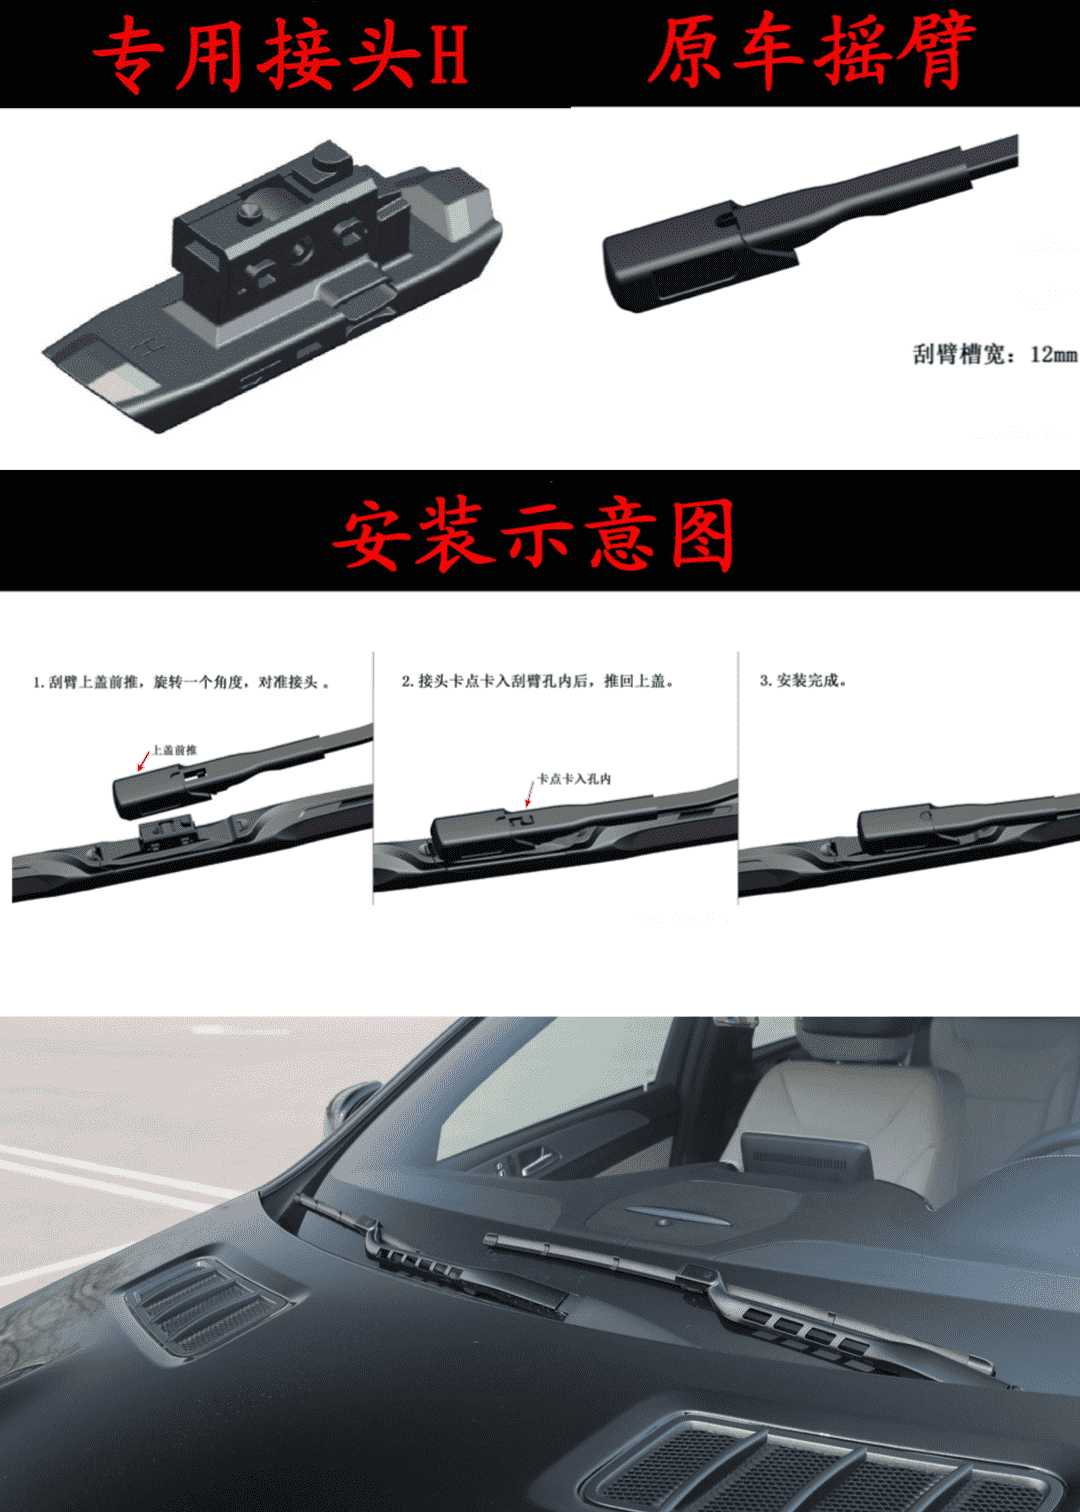 专用接头H
原车摇臂
H
刮臂槽宽：12mm
安装示意图
1.刮臂上盖前推，旋转一个角度，对准接头。
上盖前推
2.接头卡点卡入刮臂孔内后，推回上盖。
卡点卡入孔内
3.安装完成。